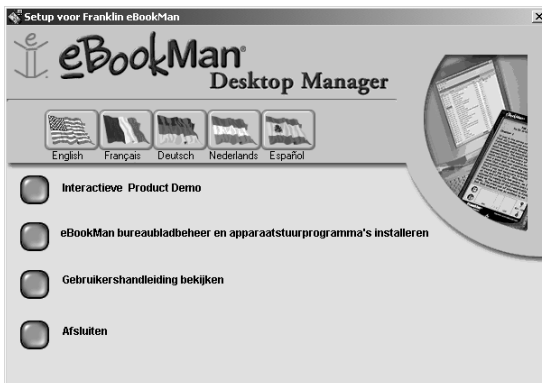 Setup voor Franklin eBookMan
eBookMan
Desktop Manager
English Français Deutsch Nederlands Español
Interactieve Product Demo
eBookMan bureaubladbeheer en apparaatstuurprogramma's installeren
Gebruikershandleiding bekijken
Afsluiten